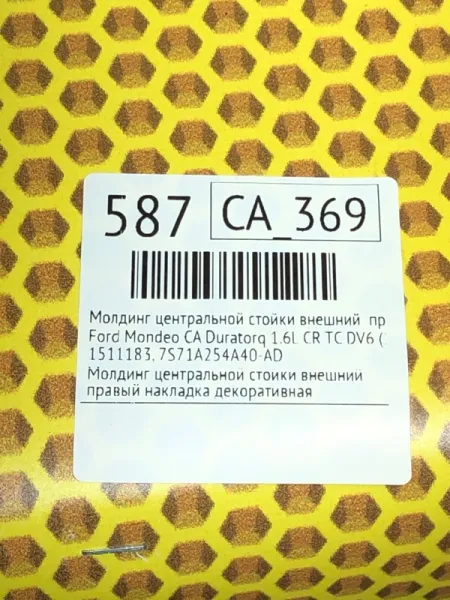 587 CA_369
Молдинг центральной стойки внешний пр
Ford Mondeo CA Duratorq 1.6L CR TC DV6 (
1511183, 7S71A254A40-AD
Молдинг центральной стойки внешний
правый накладка декоративная